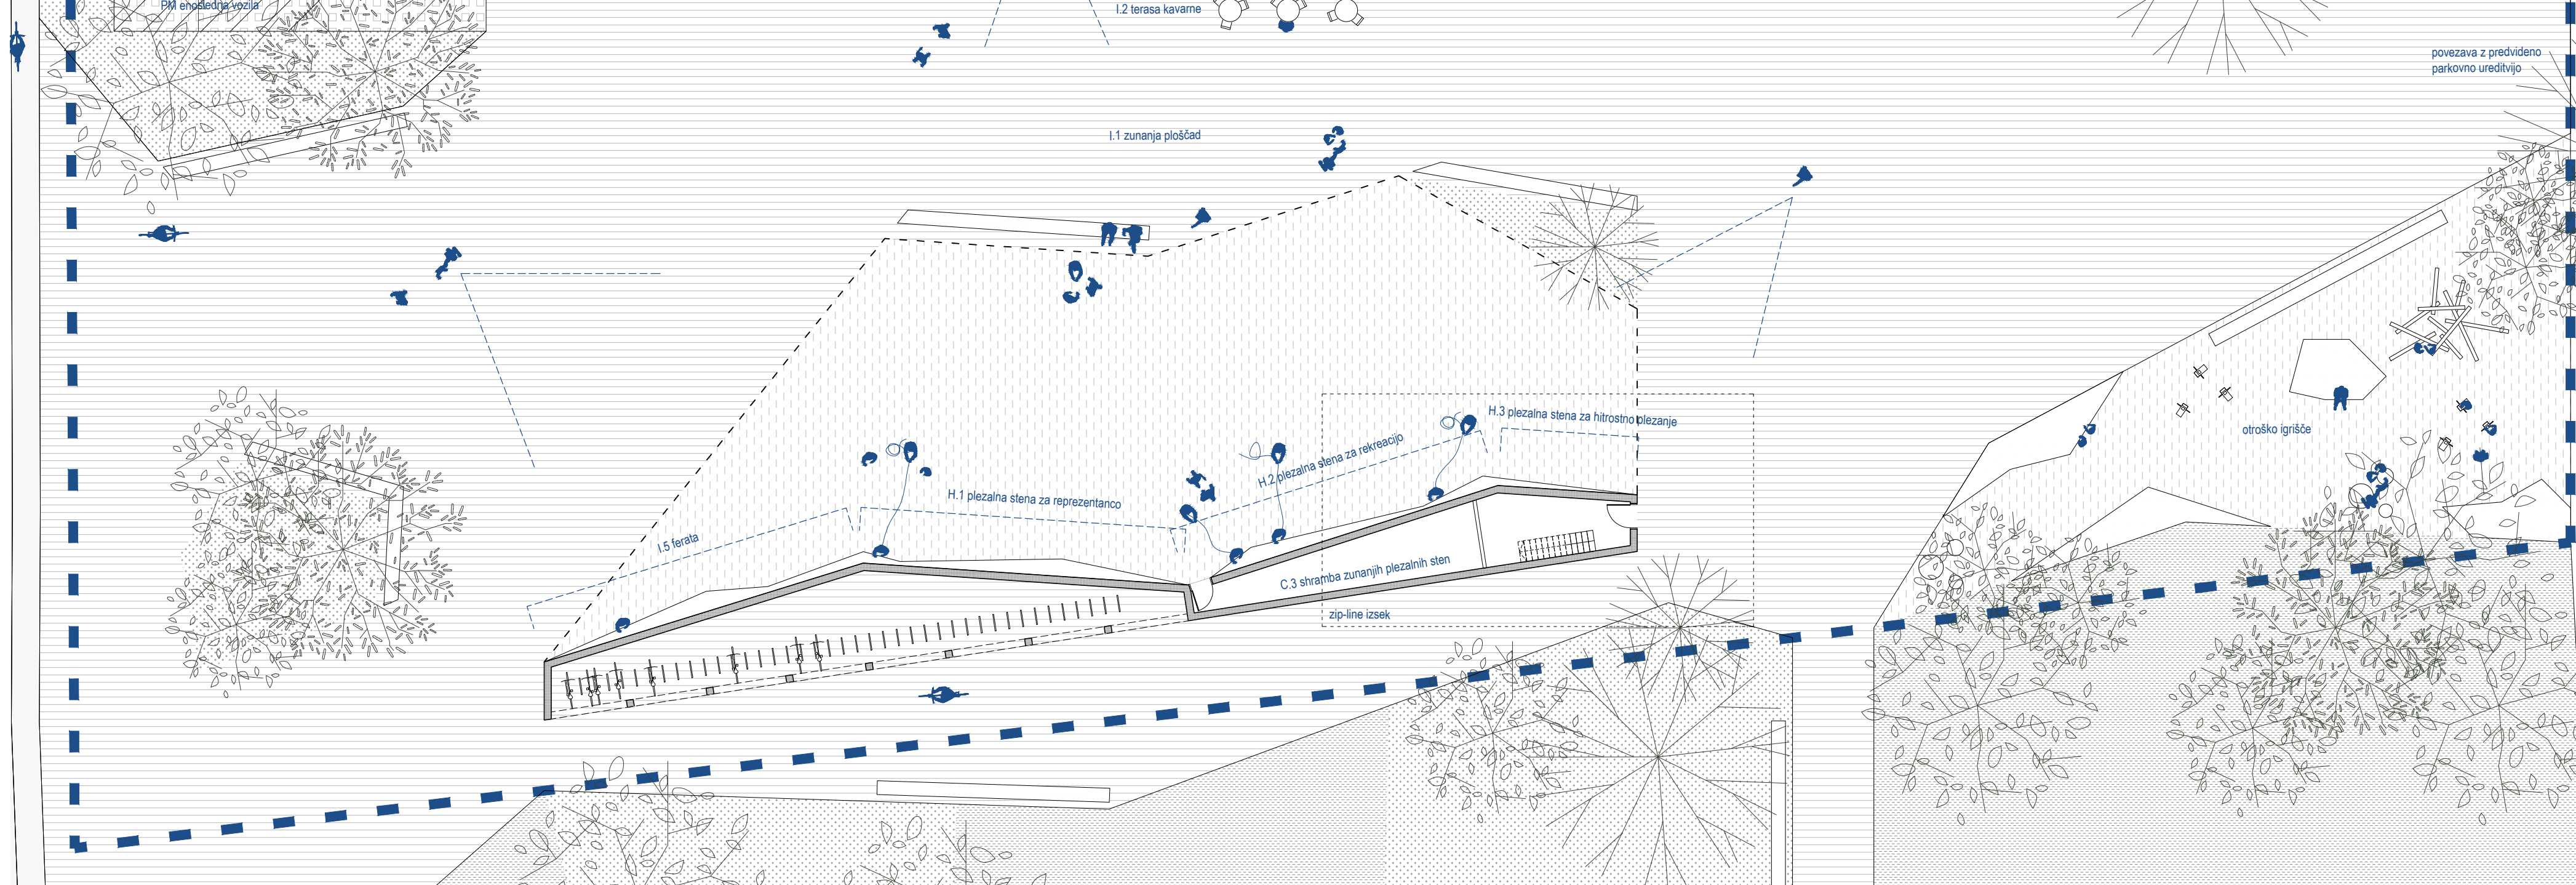 PM enosledna vozila
I.2 terasa kavarne
povezava z predvideno
parkovno ureditvijo
I.1 zunanja ploščad
H.3 plezalna stena za hitrostno plezanje
otroško igrišče
H.2 plezalna stena za rekreacijo
H.1 plezalna stena za reprezentanco
I.5 ferata
C.3 shramba zunanjih plezalnih sten
zip-line izsek